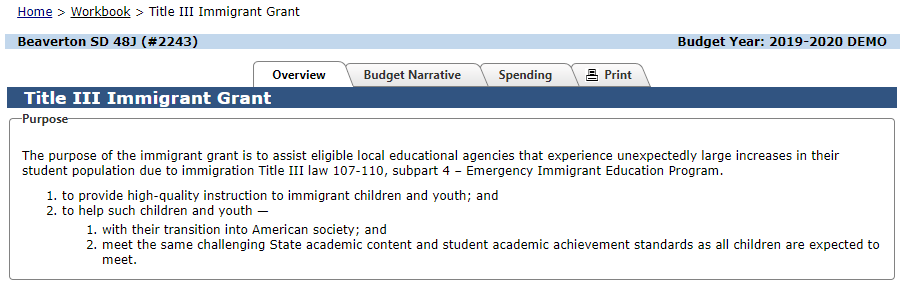 Home > Workbook > Title III Immigrant Grant
Beaverton SD 48J (#2243) Budget Year: 2019-2020 DEMO
Overview Budget Narrative Spending Print
Title III Immigrant Grant
Purpose
The purpose of the immigrant grant is to assist eligible local educational agencies that experience unexpectedly large increases in their
student population due to immigration Title III law 107-110, subpart 4 – Emergency Immigrant Education Program.
1. to provide high-quality instruction to immigrant children and youth; and
2. to help such children and youth —
1. with their transition into American society; and
2. meet the same challenging State academic content and student academic achievement standards as all children are expected to
meet.